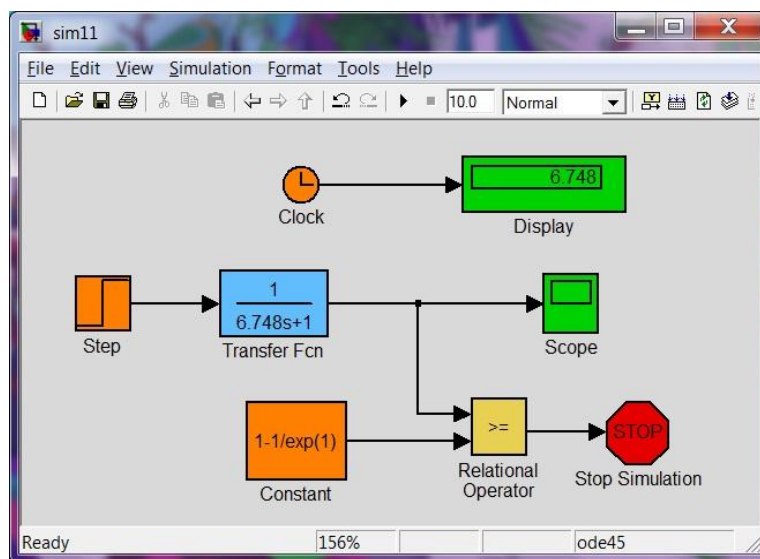 sim11
File Edit View Simulation Format Tools Help
10.0 Normal
6.748
Clock
Display
1
6.748s+1
Step
Transfer Fcn
Scope
1-1/exp(1)
>=
STOP
Constant
Relational
Operator
Stop Simulation
Ready 156% ode45